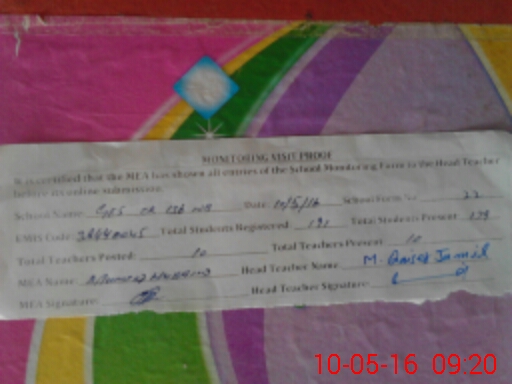 MONITORING VISIT PROOF
It is certified that the MEA has shown all entries of the School Monitoring Form to the Head Teacher
before its online submission.
School Name: Date: 10/5/16 School Form No: 22
EMIS Code: Total Students Registered: 191 Total Students Present: 179
Total Teachers Posted: 10 Total Teachers Present: 10
MEA Name: Head Teacher Name: M. Jamil
MEA Signature: Head Teacher Signature:
10-05-16 09:20